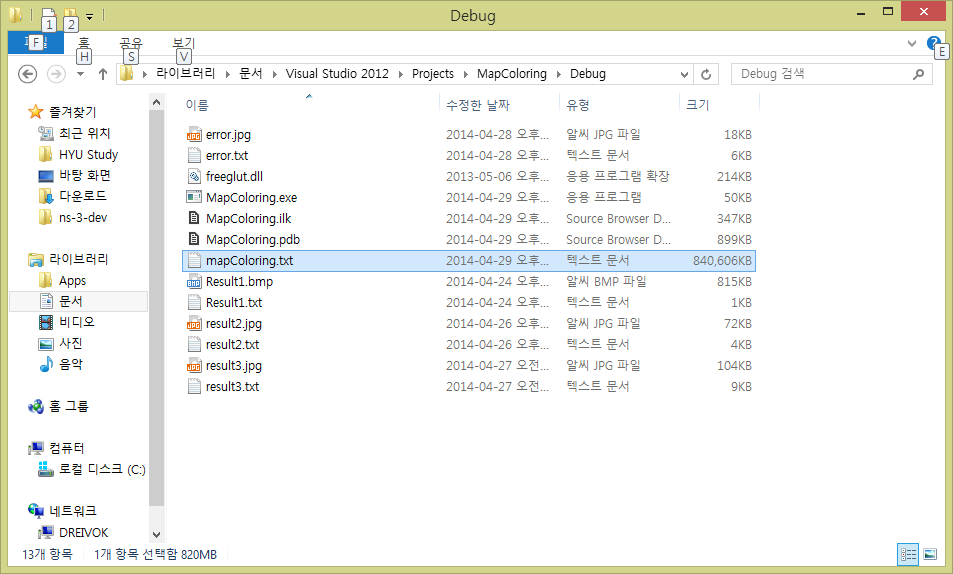 Debug
1
2
F
홈
공유
보기
H
S
V
E
라이브러리 문서 Visual Studio 2012 Projects MapColoring Debug
Debug 검색
이름 수정한 날짜 유형 크기
error.jpg 2014-04-28 오후... 알씨 JPG 파일 18KB
error.txt 2014-04-28 오후... 텍스트 문서 6KB
freeglut.dll 2013-05-06 오후... 응용 프로그램 확장 214KB
MapColoring.exe 2014-04-29 오후... 응용 프로그램 50KB
MapColoring.ilk 2014-04-29 오후... Source Browser D... 347KB
MapColoring.pdb 2014-04-29 오후... Source Browser D... 899KB
mapColoring.txt 2014-04-29 오후... 텍스트 문서 840,606KB
Result1.bmp 2014-04-24 오후... 알씨 BMP 파일 815KB
Result1.txt 2014-04-24 오후... 텍스트 문서 1KB
result2.jpg 2014-04-26 오후... 알씨 JPG 파일 72KB
result2.txt 2014-04-26 오후... 텍스트 문서 4KB
result3.jpg 2014-04-27 오전... 알씨 JPG 파일 104KB
result3.txt 2014-04-27 오전... 텍스트 문서 9KB
즐겨찾기
최근 위치
HYU Study
바탕 화면
다운로드
ns-3-dev
라이브러리
Apps
문서
비디오
사진
음악
홈 그룹
컴퓨터
로컬 디스크 (C:)
네트워크
DREIVOK
13개 항목 1개 항목 선택함 820MB